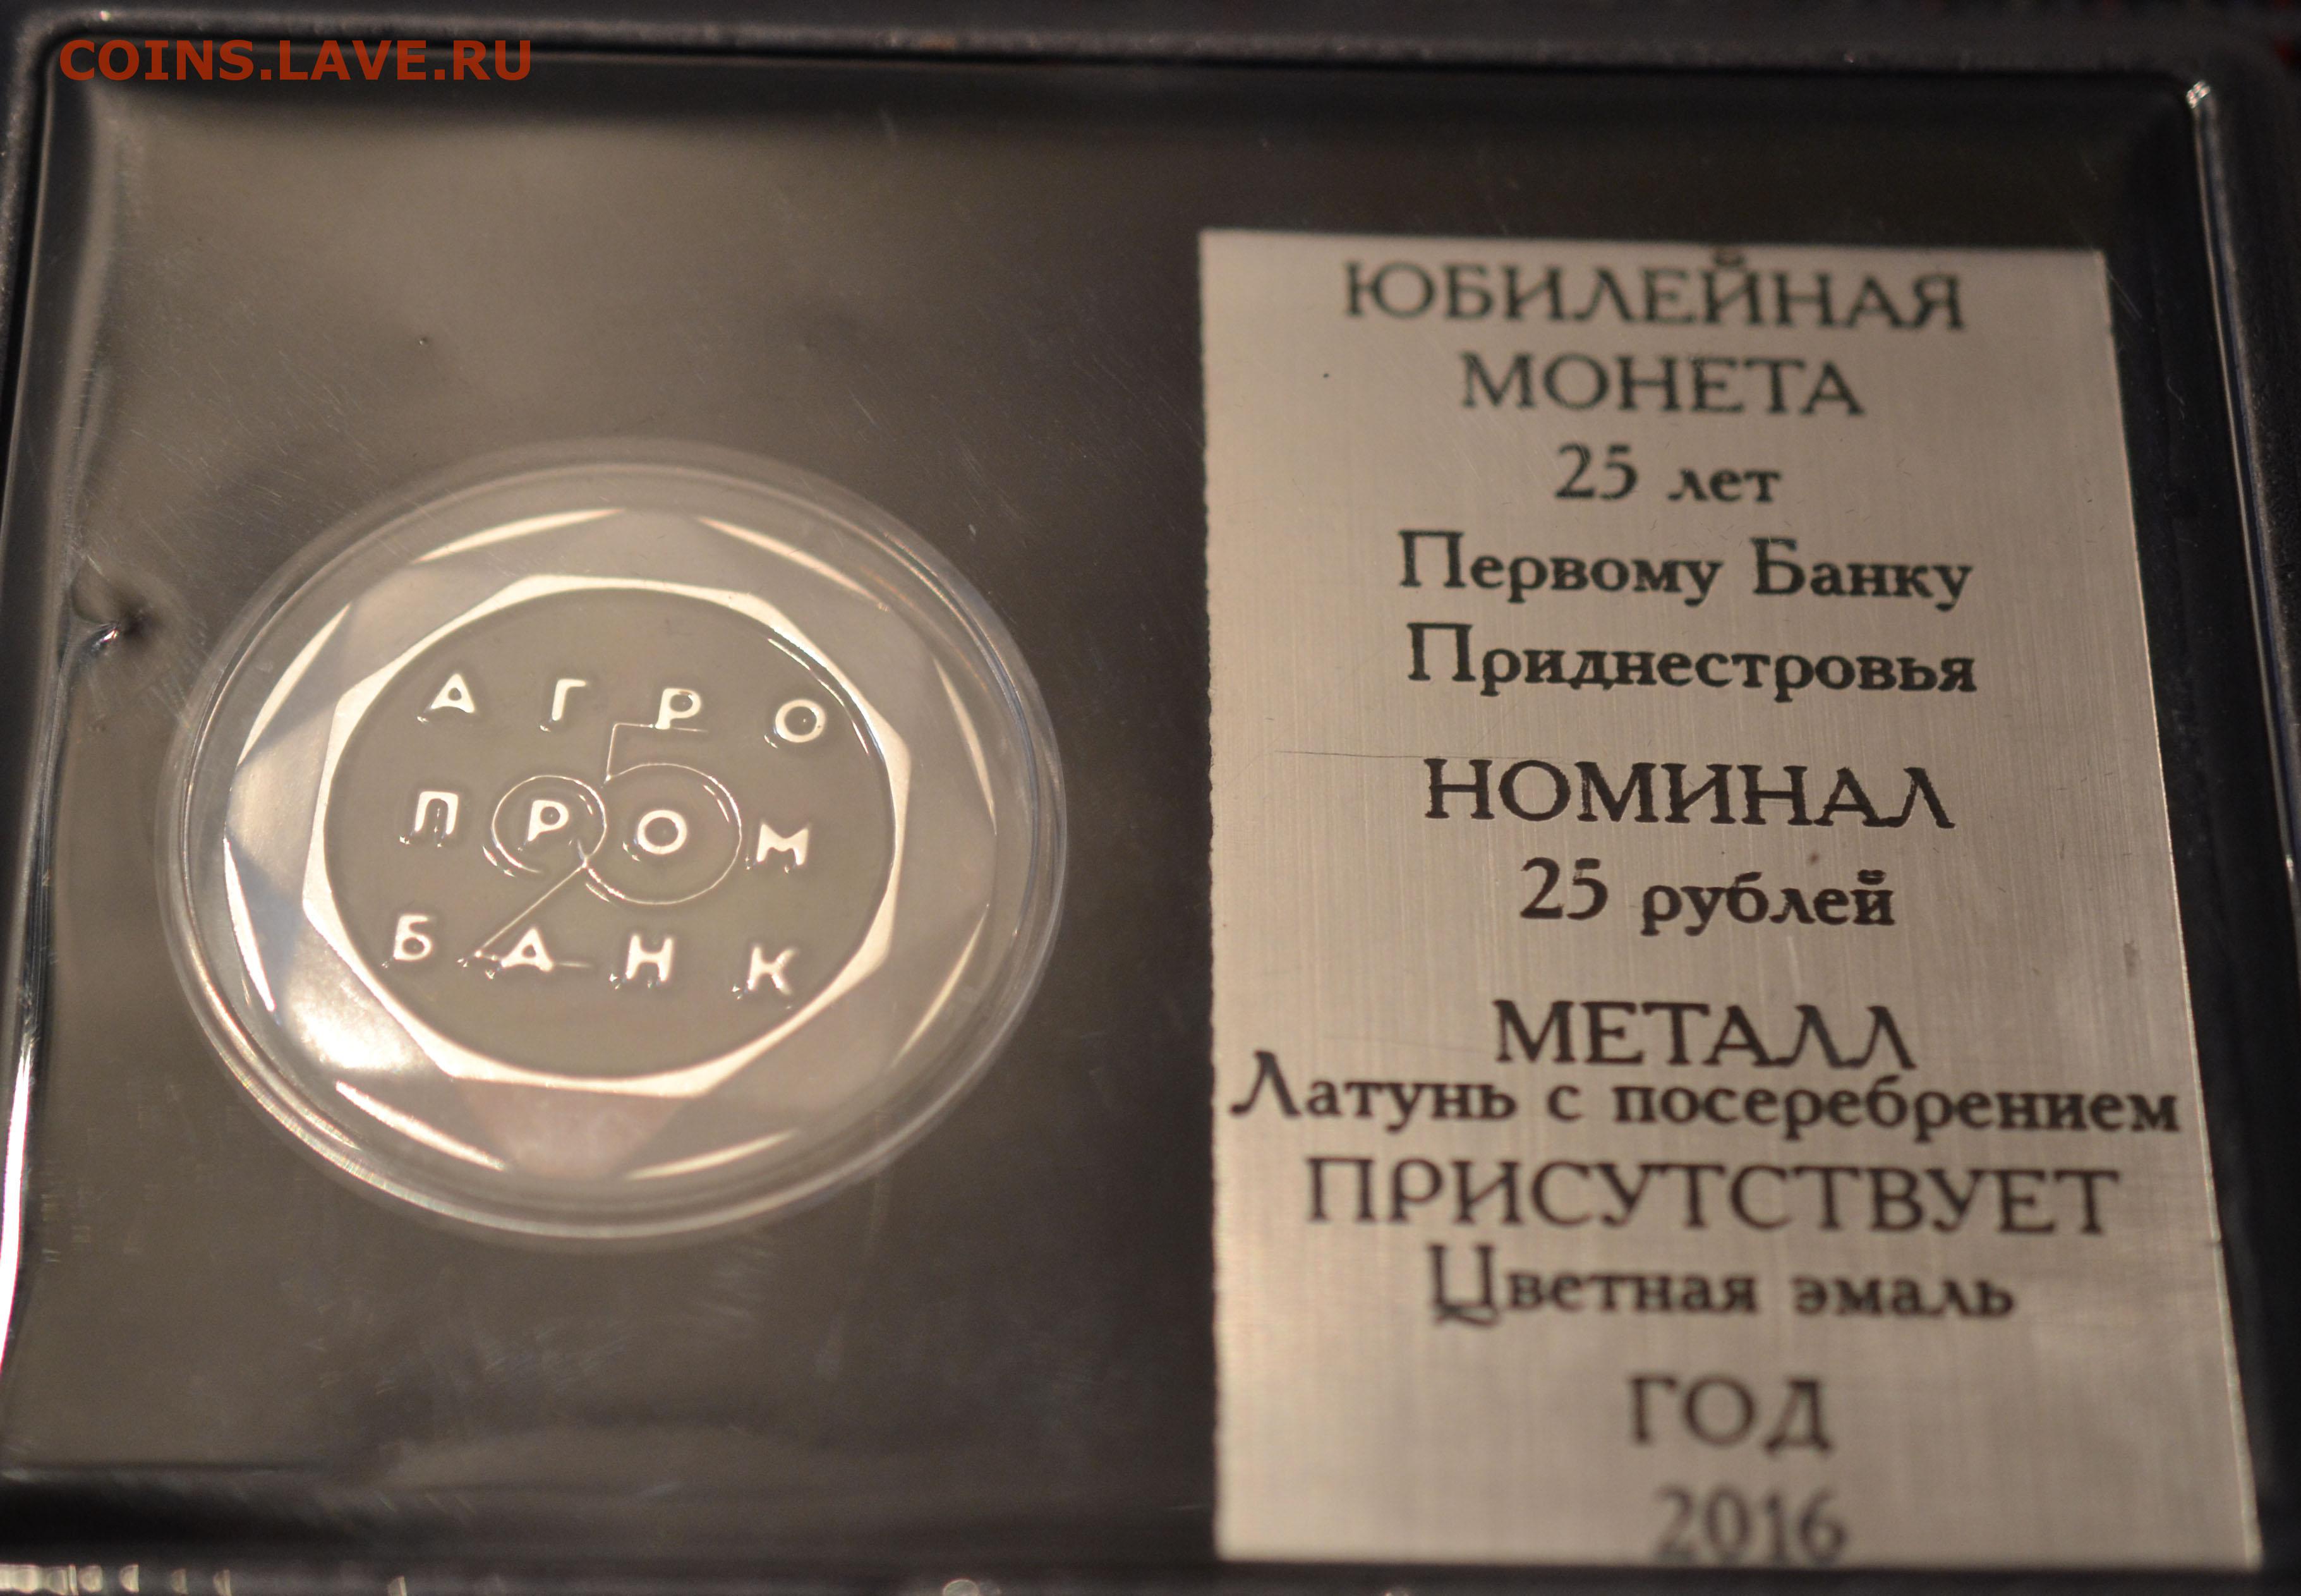 COINS.LAVE.RU
АГРО
ПРОМ
БАНК
25
ЮБИЛЕЙНАЯ
МОНЕТА
25 лет
Первому Банку
Приднестровья
НОМИНАЛ
25 рублей
МЕТАЛЛ
Латунь с посеребрением
ПРИСУТСТВУЕТ
Цветная эмаль
ГОД
2016